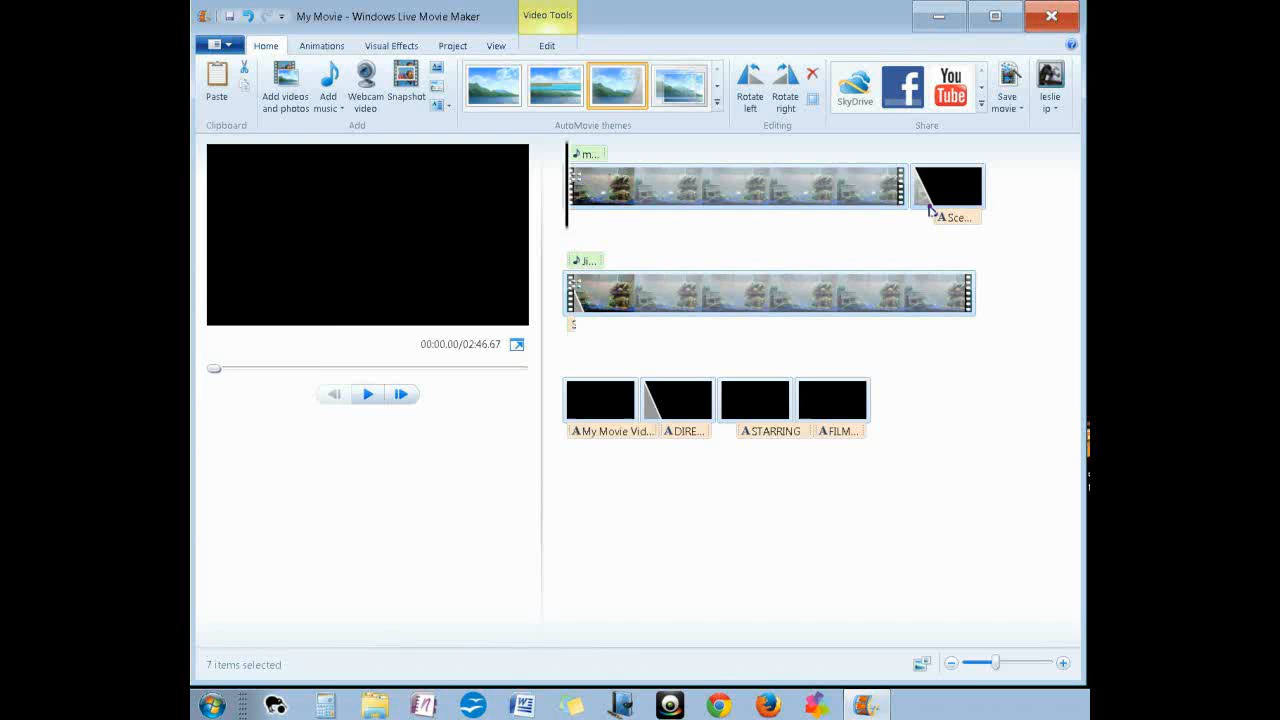 My Movie - Windows Live Movie Maker
Video Tools
Home
Animations
Visual Effects
Project
View
Edit
Paste
Add videos
and photos
Add
music
Webcam
video
Snapshot
Rotate
left
Rotate
right
SkyDrive
You
Tube
Save
movie
leslie
ip
Clipboard
Add
AutoMovie themes
Editing
Share
m...
A Sce...
Ji...
S
00:00.00/02:46.67
A My Movie Vid...
A DIRE...
A STARRING
A FILM...
7 items selected